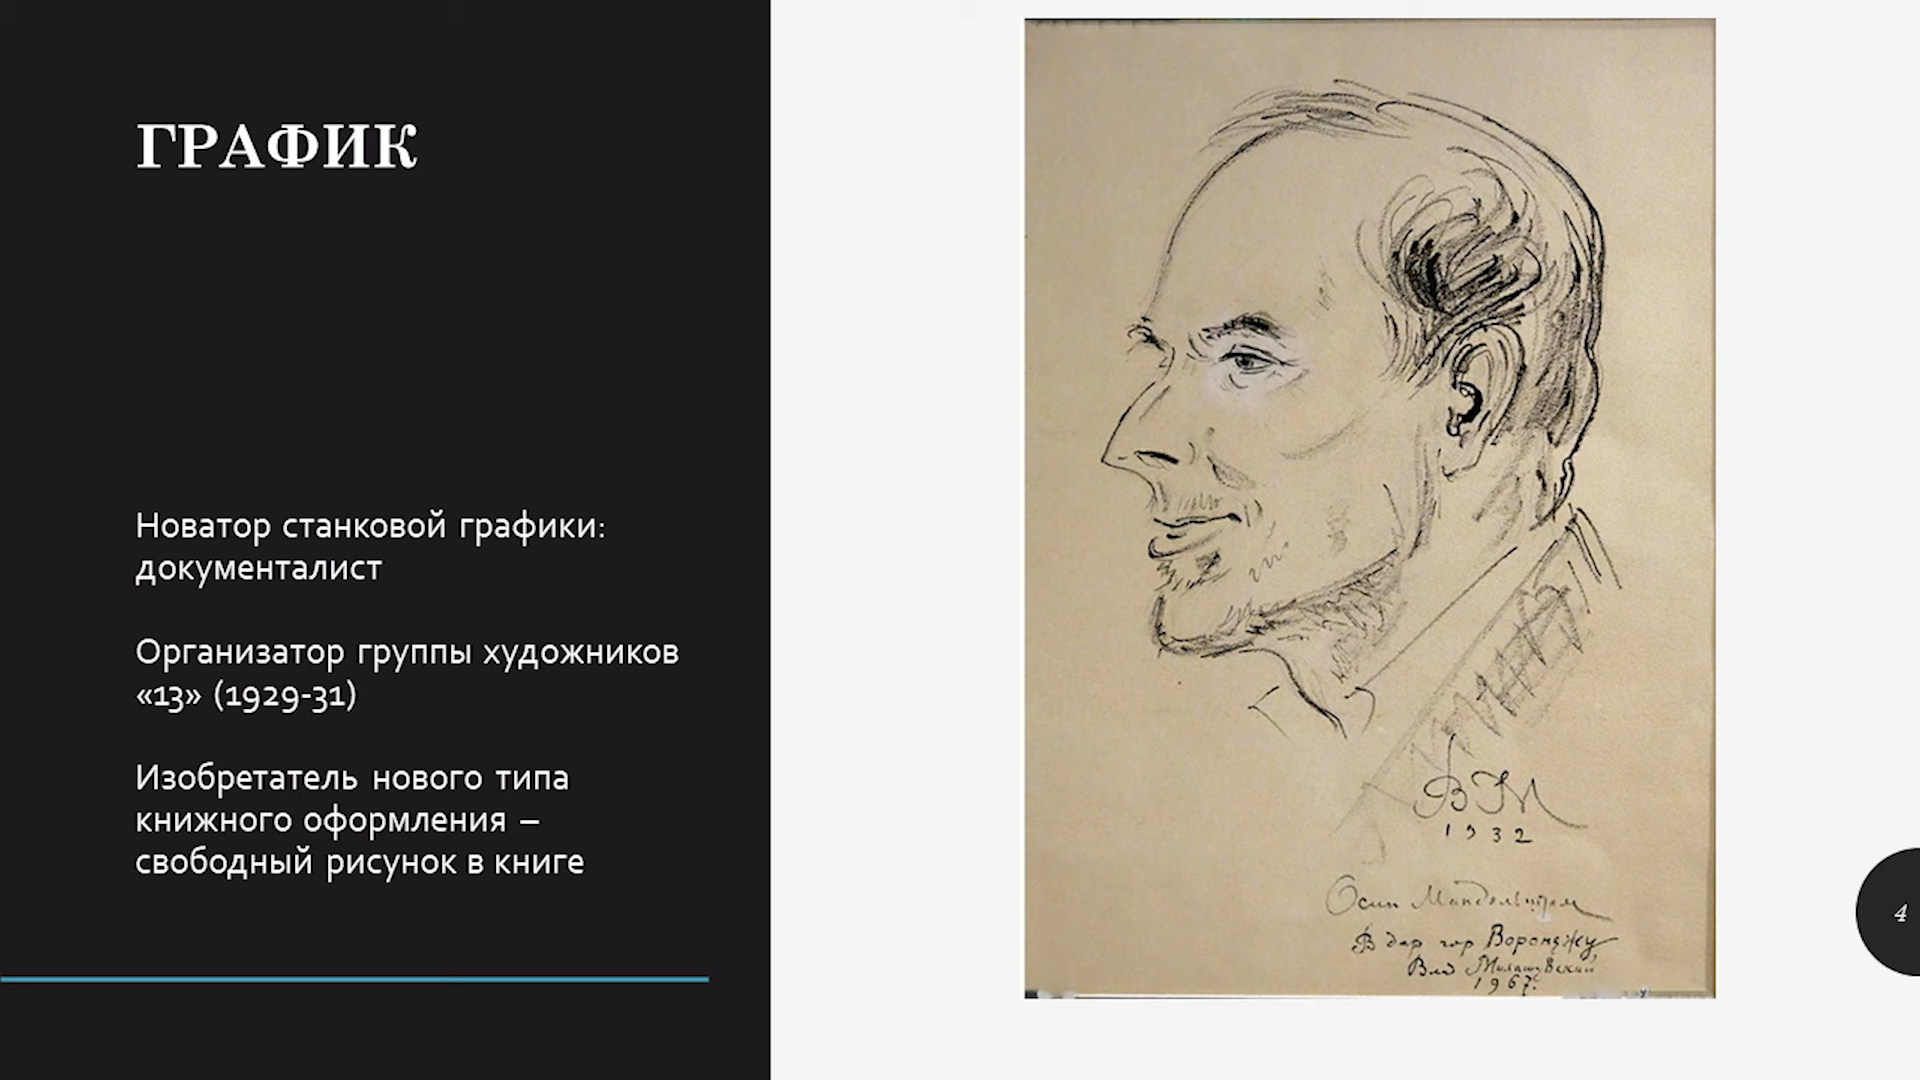 ГРАФИК
Новатор станковой графики:
документалист
Организатор группы художников
«13» (1929-31)
Изобретатель нового типа
книжного оформления –
свободный рисунок в книге
ВМ
1932
Осип Мандельштам
В дар гор Воронежу,
Влад Милашевский
1967.
4